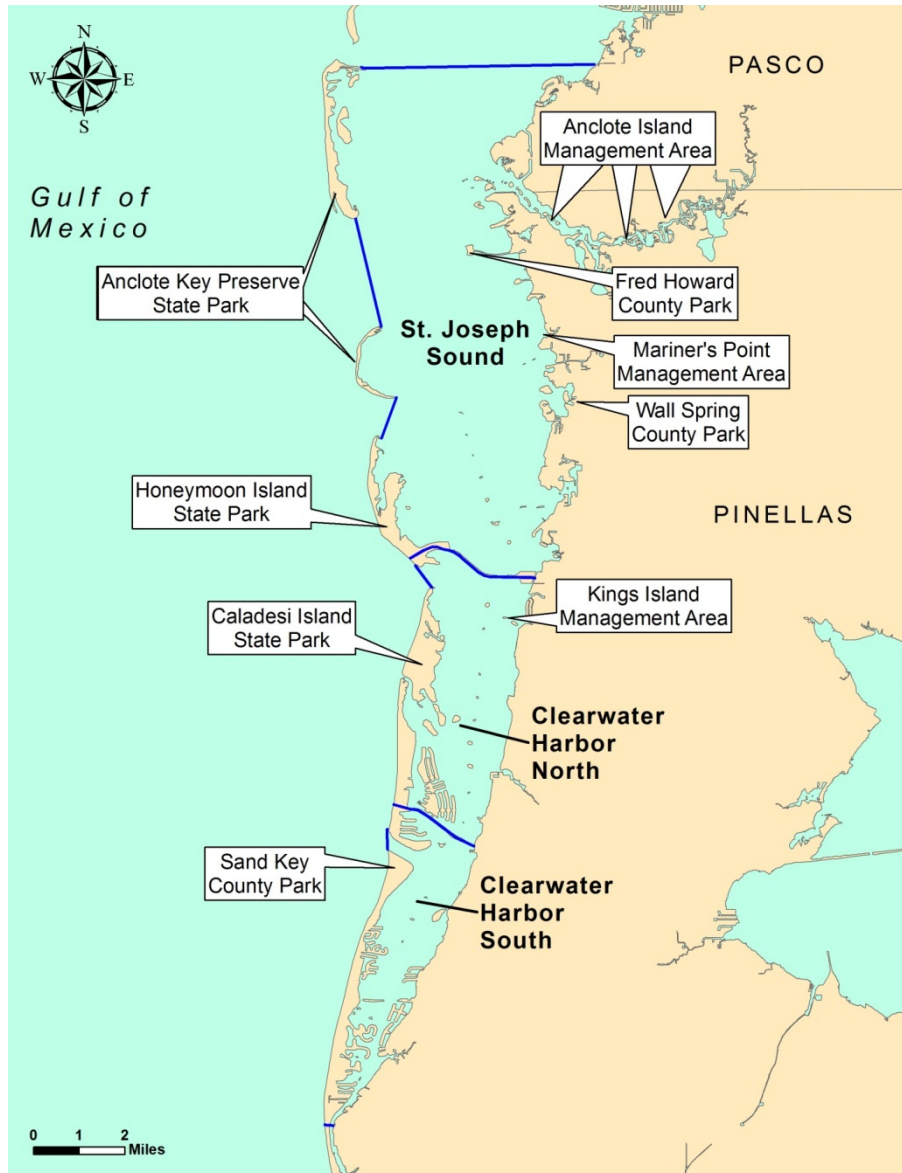 N
W
E
S
PASCO
Anclote Island
Management Area
Gulf of
Mexico
Anclote Key Preserve
State Park
Fred Howard
County Park
St. Joseph
Sound
Mariner's Point
Management Area
Wall Spring
County Park
Honeymoon Island
State Park
PINELLAS
Kings Island
Management Area
Caladesi Island
State Park
Clearwater
Harbor
North
Sand Key
County Park
Clearwater
Harbor
South
0 1 2
Miles